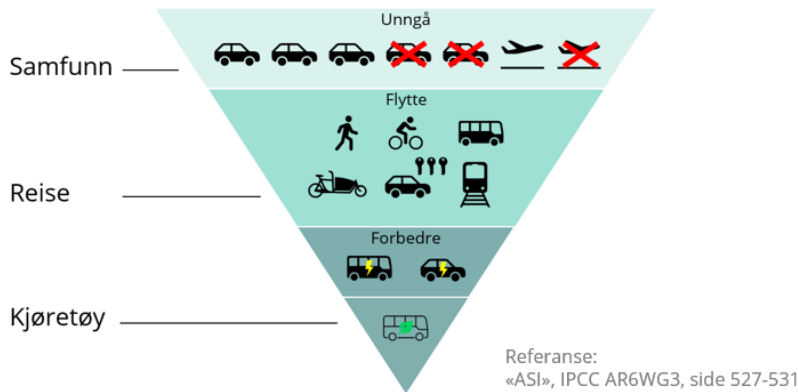 Unngå
Samfunn
Flytte
Reise
Forbedre
Kjøretøy
Referanse:
«ASI», IPCC AR6WG3, side 527-531